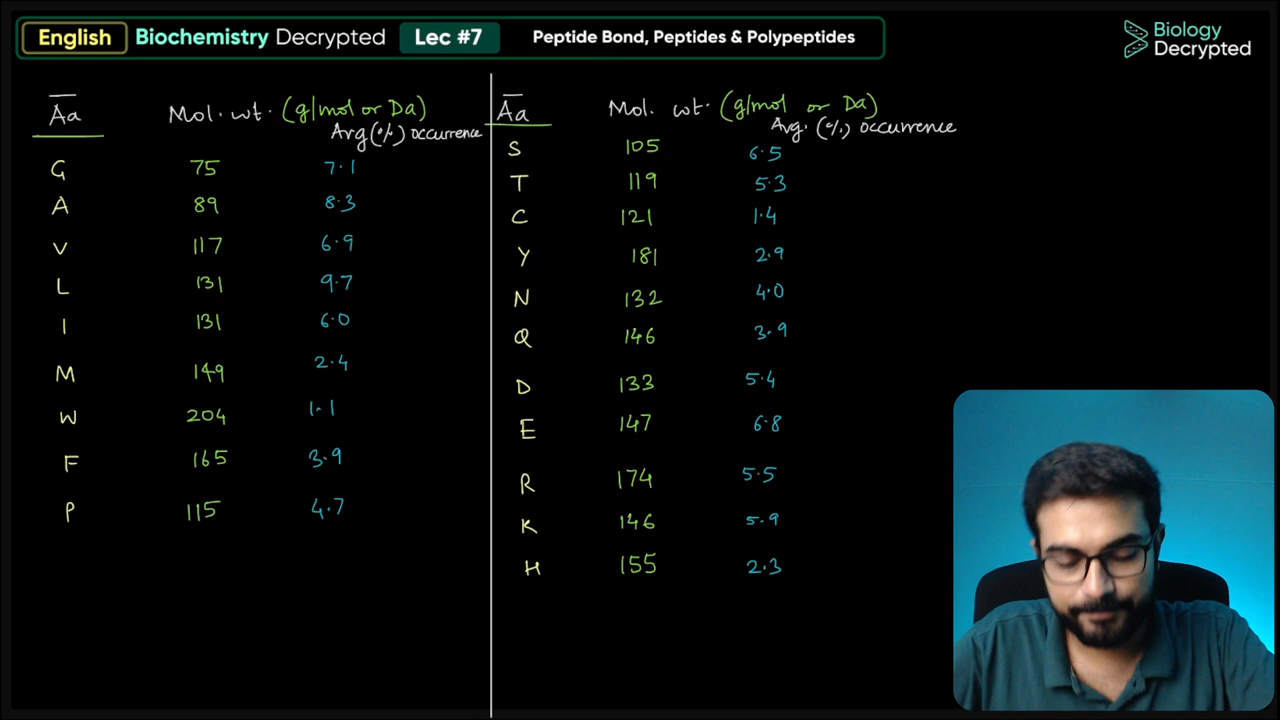 English Biochemistry Decrypted Lec #7 Peptide Bond, Peptides & Polypeptides
Biology
Decrypted
Aa Mol. wt. (g/mol or Da)
Avg (%) occurrence
G 75 7.1
A 89 8.3
V 117 6.9
L 131 9.7
I 131 6.0
M 149 2.4
W 204 1.1
F 165 3.9
P 115 4.7
Aa Mol. wt. (g/mol or Da)
Avg. (%) occurrence
S 105 6.5
T 119 5.3
C 121 1.4
Y 181 2.9
N 132 4.0
Q 146 3.9
D 133 5.4
E 147 6.8
R 174 5.5
K 146 5.9
H 155 2.3